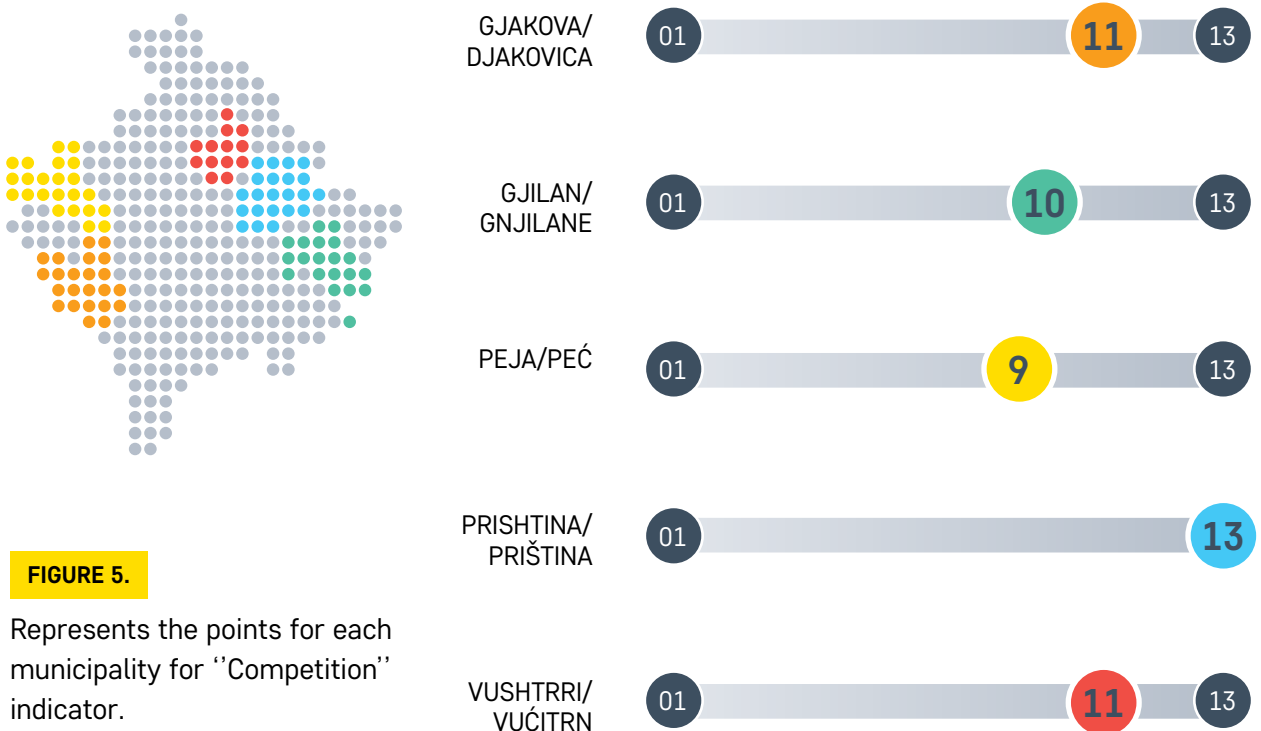 GJAKOVA/
DJAKOVICA
01
11
13
GJILAN/
GNJILANE
01
10
13
PEJA/PEĆ
01
9
13
PRISHTINA/
PRIŠTINA
01
13
VUSHTRRI/
VUĆITRN
01
11
13
FIGURE 5.
Represents the points for each
municipality for ‘’Competition’’
indicator.